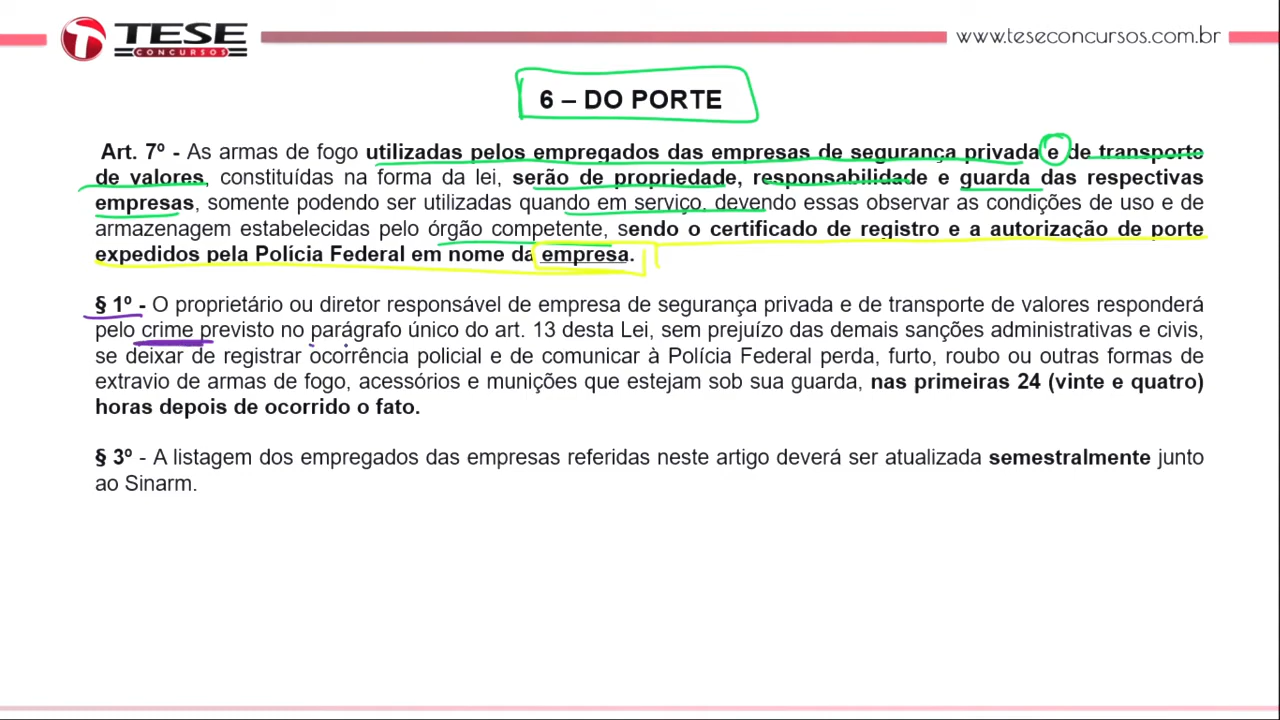 TESE
CONCURSOS
www.teseconcursos.com.br
6 – DO PORTE
Art. 7º - As armas de fogo utilizadas pelos empregados das empresas de segurança privada e de transporte
de valores, constituídas na forma da lei, serão de propriedade, responsabilidade e guarda das respectivas
empresas, somente podendo ser utilizadas quando em serviço, devendo essas observar as condições de uso e de
armazenagem estabelecidas pelo órgão competente, sendo o certificado de registro e a autorização de porte
expedidos pela Polícia Federal em nome da empresa.
§ 1º - O proprietário ou diretor responsável de empresa de segurança privada e de transporte de valores responderá
pelo crime previsto no parágrafo único do art. 13 desta Lei, sem prejuízo das demais sanções administrativas e civis,
se deixar de registrar ocorrência policial e de comunicar à Polícia Federal perda, furto, roubo ou outras formas de
extravio de armas de fogo, acessórios e munições que estejam sob sua guarda, nas primeiras 24 (vinte e quatro)
horas depois de ocorrido o fato.
§ 3º - A listagem dos empregados das empresas referidas neste artigo deverá ser atualizada semestralmente junto
ao Sinarm.